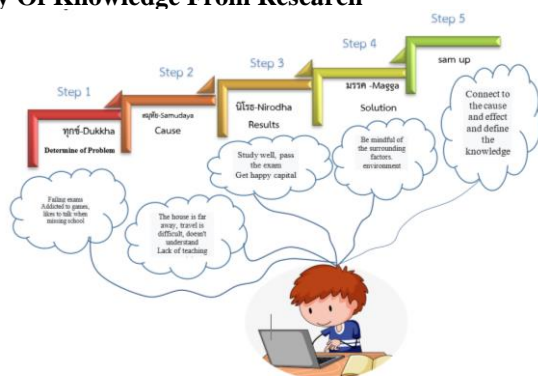 y Of Knowledge From Research
Step 5
Step 4
Step 3
Step 2
Step 1
sam up
มรรค -Magga
Solution
นิโรธ-Nirodha
Results
สมุทัย-Samudaya
Cause
ทุกข์-Dukkha
Determine of Problem
Connect to
the cause
and effect
and define
the
knowledge
Be mindful of
the surrounding
factors.
environment
Study well, pass
the exam
Get happy capital
Failing exams
Addicted to games,
likes to talk when
missing school
The house is far
away, travel is
difficult, doesn't
understand
Lack of teaching